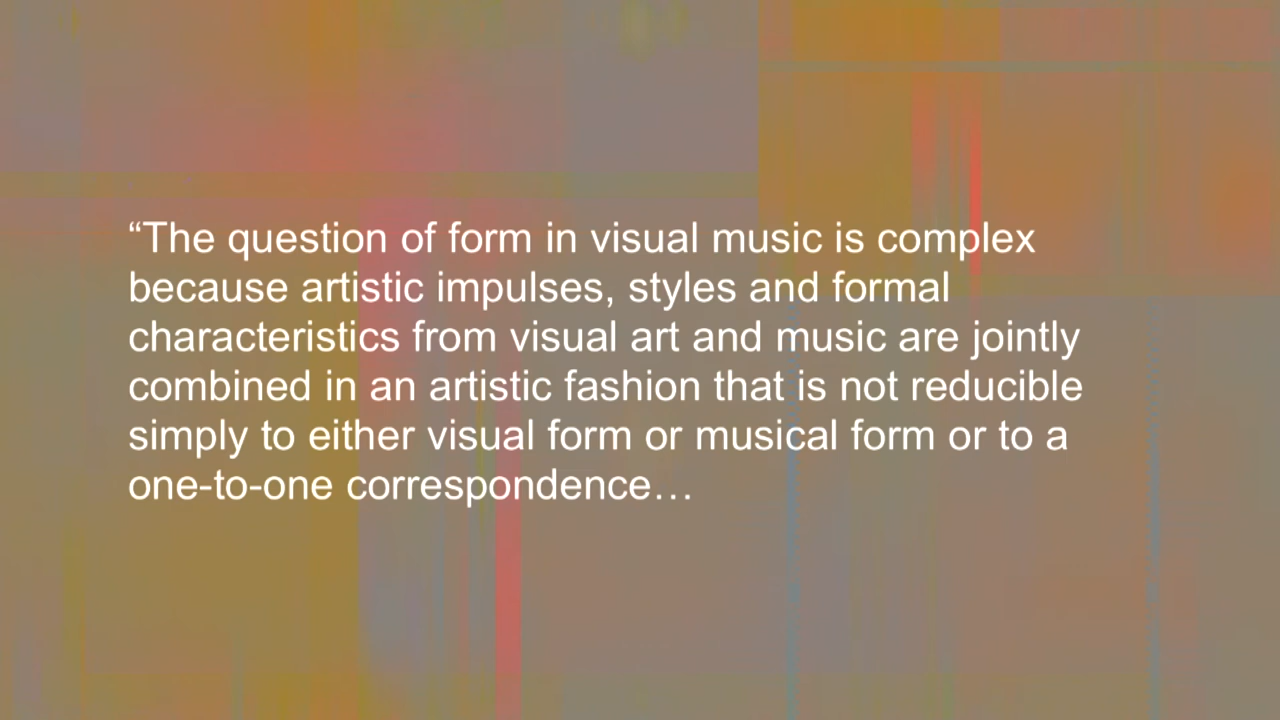 “The question of form in visual music is complex
because artistic impulses, styles and formal
characteristics from visual art and music are jointly
combined in an artistic fashion that is not reducible
simply to either visual form or musical form or to a
one-to-one correspondence…